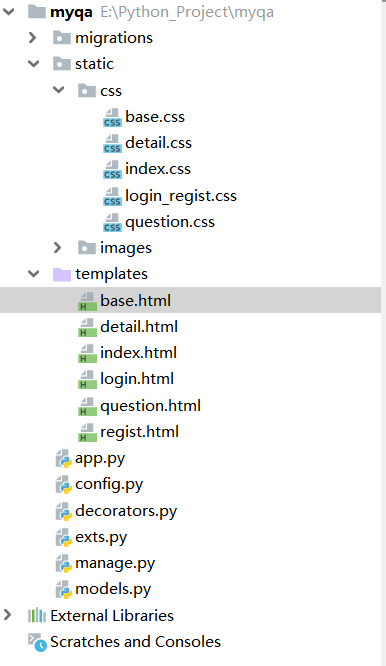 myqa E:\Python_Project\myqa
migrations
static
css
base.css
detail.css
index.css
login_regist.css
question.css
images
templates
base.html
detail.html
index.html
login.html
question.html
regist.html
app.py
config.py
decorators.py
exts.py
manage.py
models.py
External Libraries
Scratches and Consoles